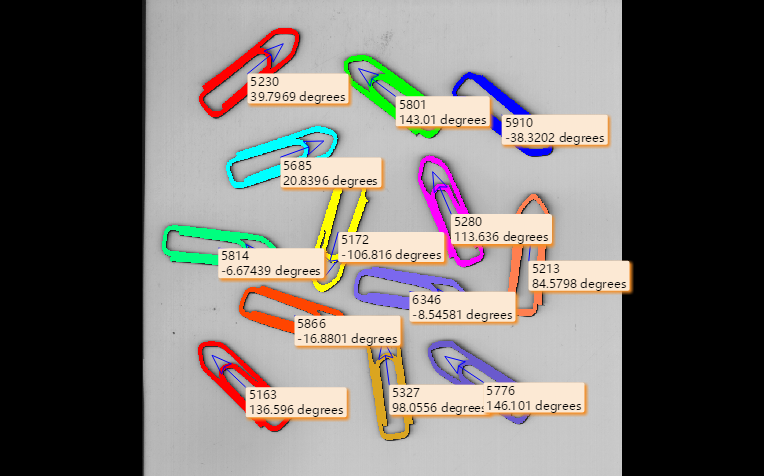 5230
39.7969 degrees
5801
143.01 degrees
5910
-38.3202 degrees
5685
20.8396 degrees
5280
113.636 degrees
5172
-106.816 degrees
5814
-6.67439 degrees
5213
84.5798 degrees
6346
-8.54581 degrees
5866
-16.8801 degrees
5163
136.596 degrees
5327
98.0556 degrees
5776
146.101 degrees